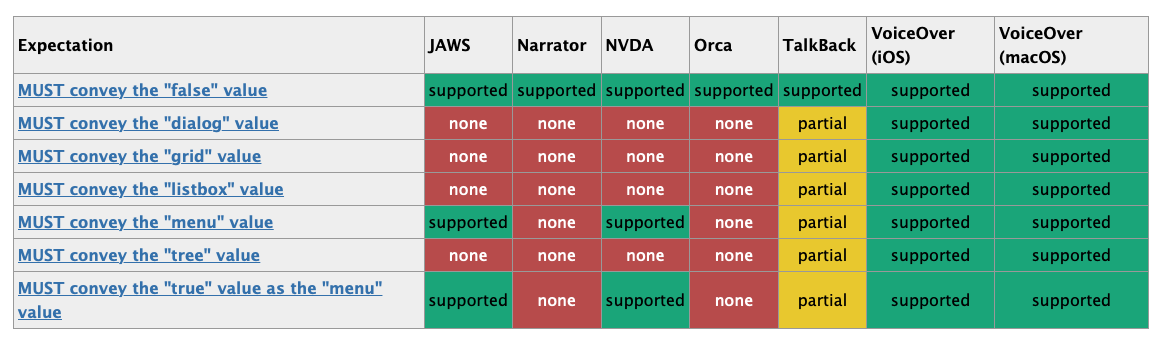 Expectation JAWS Narrator NVDA Orca TalkBack VoiceOver (iOS) VoiceOver (macOS)
MUST convey the "false" value supported supported supported supported supported supported supported
MUST convey the "dialog" value none none none none partial supported supported
MUST convey the "grid" value none none none none partial supported supported
MUST convey the "listbox" value none none none none partial supported supported
MUST convey the "menu" value supported none supported none partial supported supported
MUST convey the "tree" value none none none none partial supported supported
MUST convey the "true" value as the "menu" value supported none supported none partial supported supported